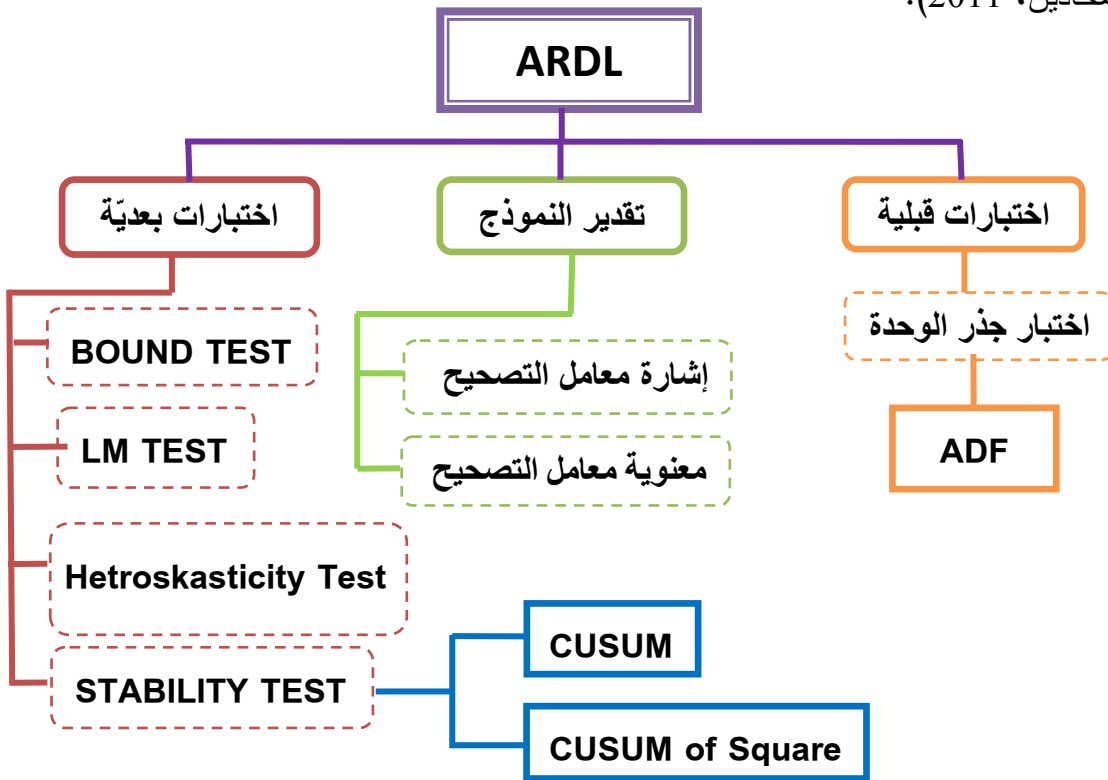 2011).
ARDL
اختبارات قبلية
تقدير النموذج
اختبارات بعديّة
اختبار جذر الوحدة
ADF
إشارة معامل التصحيح
معنوية معامل التصحيح
BOUND TEST
LM TEST
Hetroskasticity Test
STABILITY TEST
CUSUM
CUSUM of Square